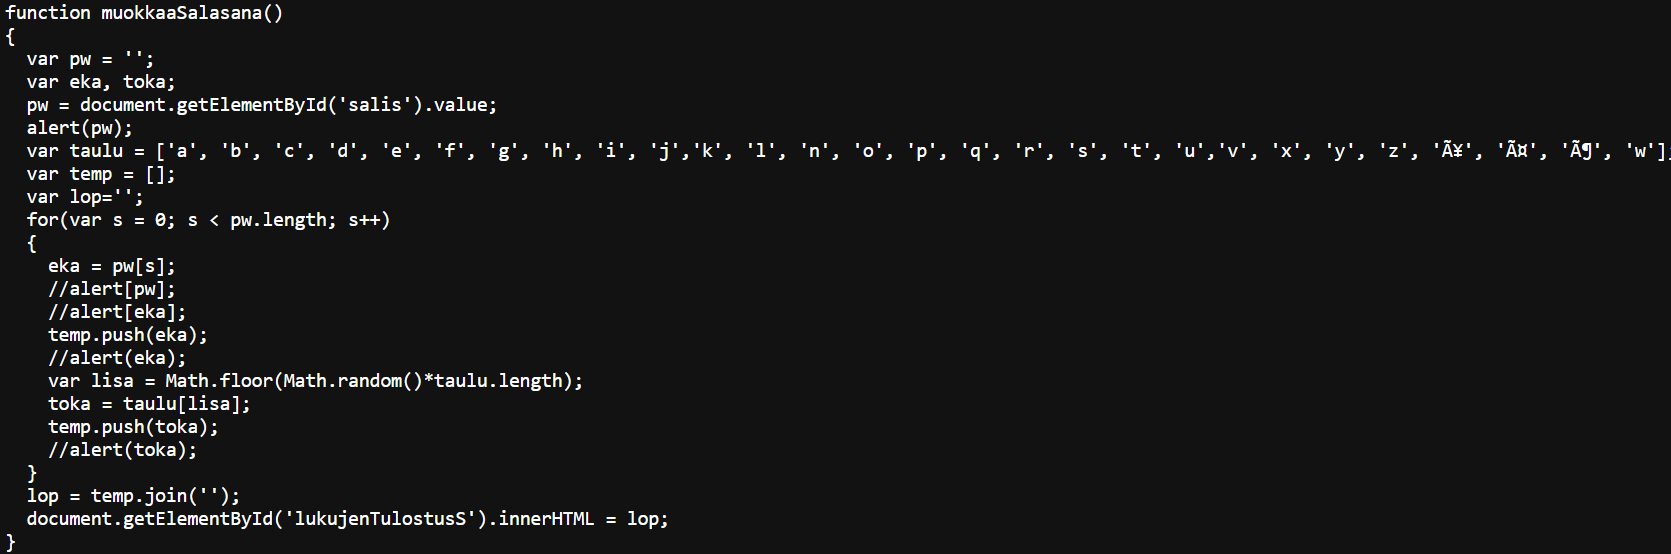 function muokkaaSalasana()
{
  var pw = '';
  var eka, toka;
  pw = document.getElementById('salis').value;
  alert(pw);
  var taulu = ['a', 'b', 'c', 'd', 'e', 'f', 'g', 'h', 'i', 'j','k', 'l', 'n', 'o', 'p', 'q', 'r', 's', 't', 'u','v', 'x', 'y', 'z', 'Ã¥', 'Ã¤', 'Ã¶', 'w'];
  var temp = [];
  var lop='';
  for(var s = 0; s < pw.length; s++)
  {
    eka = pw[s];
    //alert[pw];
    //alert[eka];
    temp.push(eka);
    //alert(eka);
    var lisa = Math.floor(Math.random()*taulu.length);
    toka = taulu[lisa];
    temp.push(toka);
    //alert(toka);
  }
  lop = temp.join('');
  document.getElementById('lukujenTulostusS').innerHTML = lop;
}